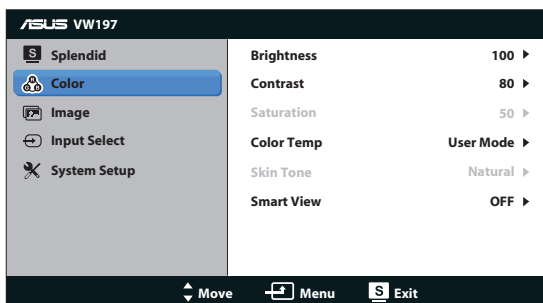 ASUS VW197
S Splendid
Color
Image
Input Select
System Setup
Brightness 100
Contrast 80
Saturation 50
Color Temp User Mode
Skin Tone Natural
Smart View OFF
Move Menu S Exit